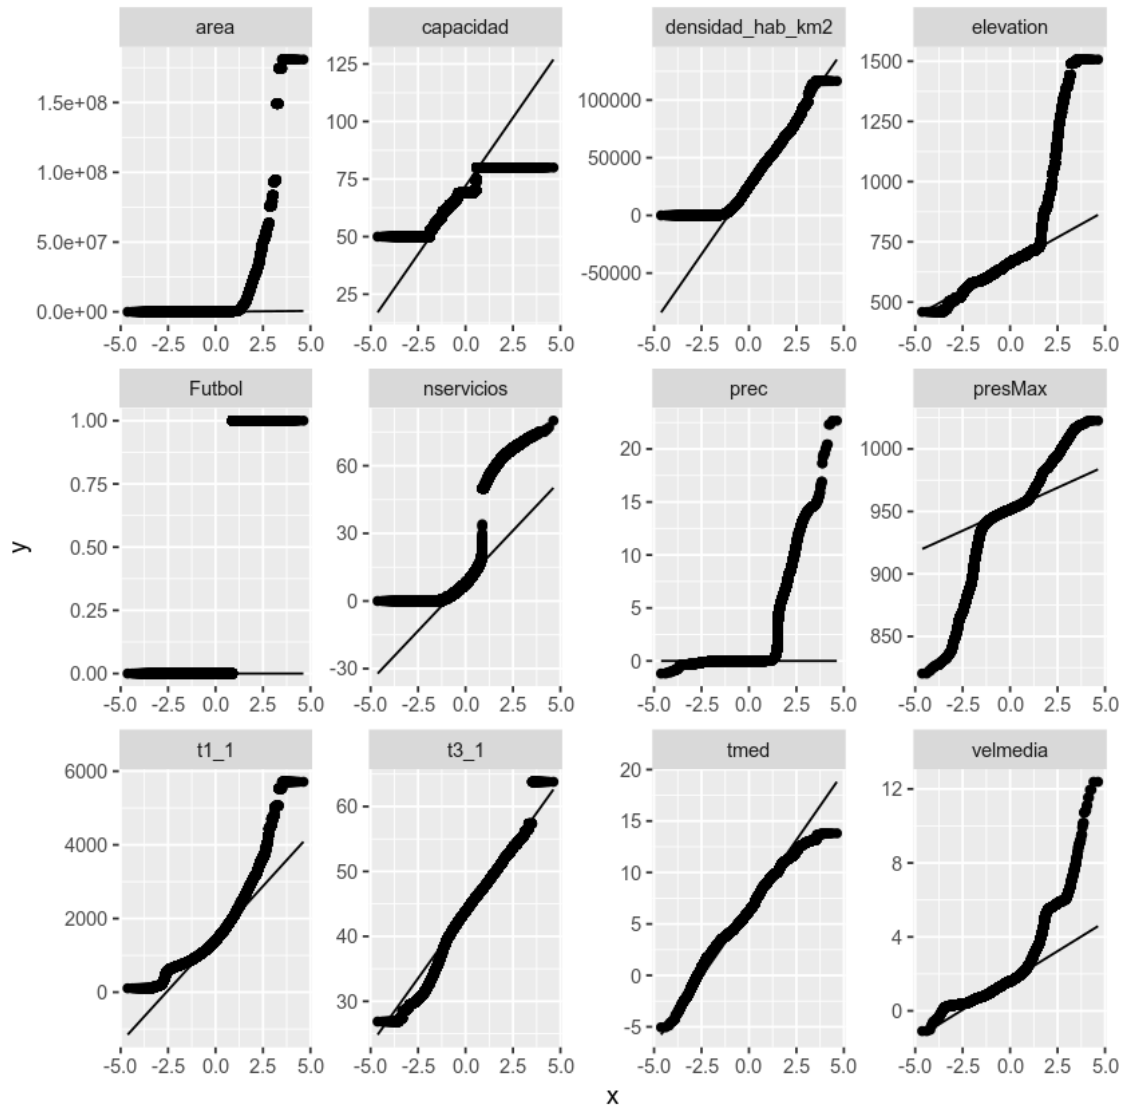 area capacidad densidad_hab_km2 elevation
1.5e+08 125 100000 1500
1.0e+08 100 50000 1250
5.0e+07 75 0 1000
0.0e+00 50 -50000 750
25 500
-5.0 -2.5 0.0 2.5 5.0 -5.0 -2.5 0.0 2.5 5.0 -5.0 -2.5 0.0 2.5 5.0 -5.0 -2.5 0.0 2.5 5.0
Futbol nservicios prec presMax
1.00 60 20 1000
0.75 30 15 950
0.50 0 10 900
0.25 -30 5 850
0.00 0
-5.0 -2.5 0.0 2.5 5.0 -5.0 -2.5 0.0 2.5 5.0 -5.0 -2.5 0.0 2.5 5.0 -5.0 -2.5 0.0 2.5 5.0
y
t1_1 t3_1 tmed velmedia
6000 60 20 12
4000 50 15 8
2000 40 10 4
0 30 5 0
0
-5
-5.0 -2.5 0.0 2.5 5.0 -5.0 -2.5 0.0 2.5 5.0 -5.0 -2.5 0.0 2.5 5.0 -5.0 -2.5 0.0 2.5 5.0
x